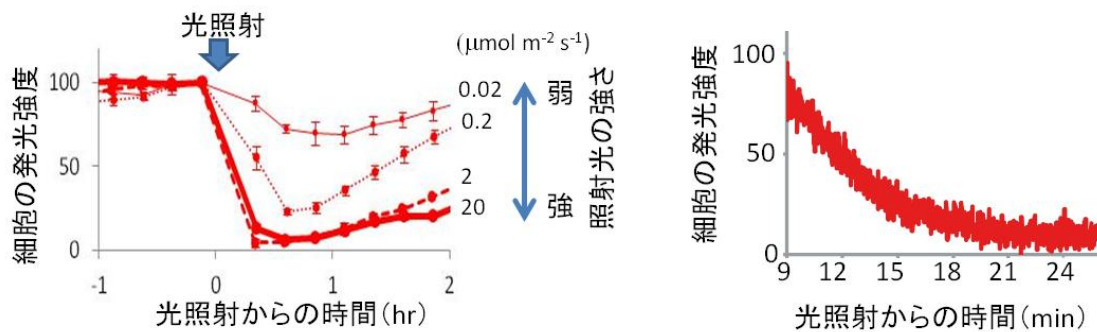 光照射
(μmol m⁻² s⁻¹)
細胞の発光強度
100
50
0
-1
0
1
2
光照射からの時間(hr)
0.02
0.2
2
20
弱
強
照射光の強さ
細胞の発光強度
100
50
0
9
12
15
18
21
24
光照射からの時間(min)